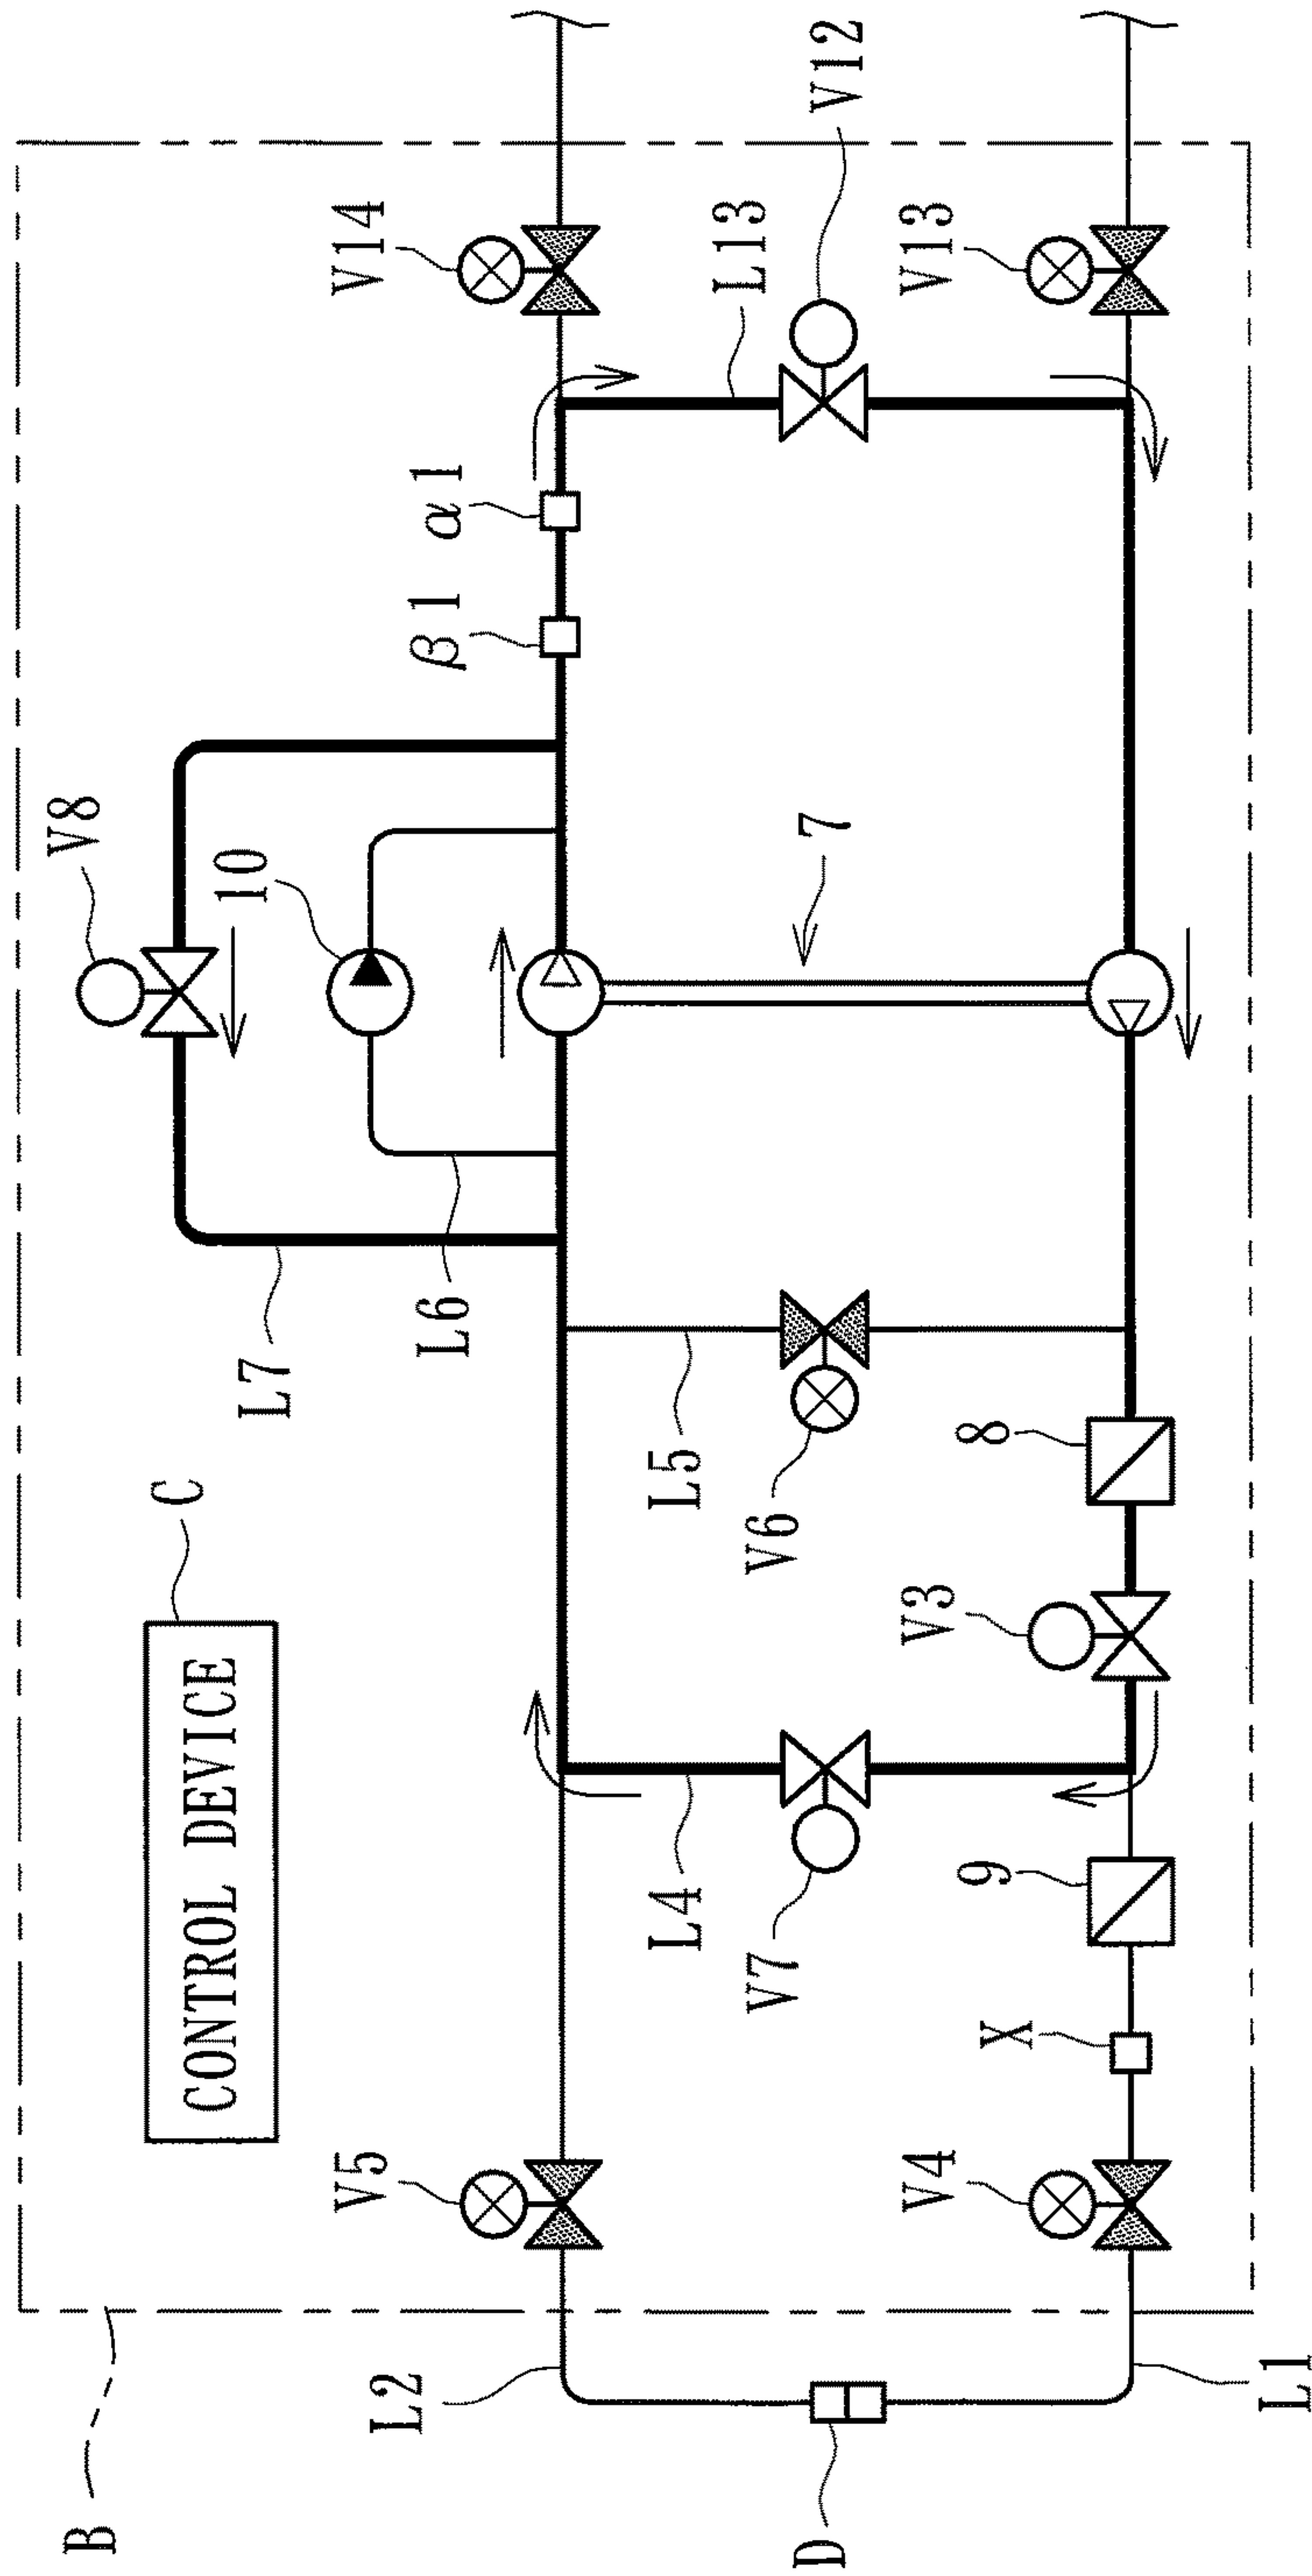 V12
V14
L13
V13
α1
β1
V8
10
7
L6
L7
L5
8
V6
C
V3
CONTROL DEVICE
L4
9
V7
X
V5
V4
L2
L1
B
D